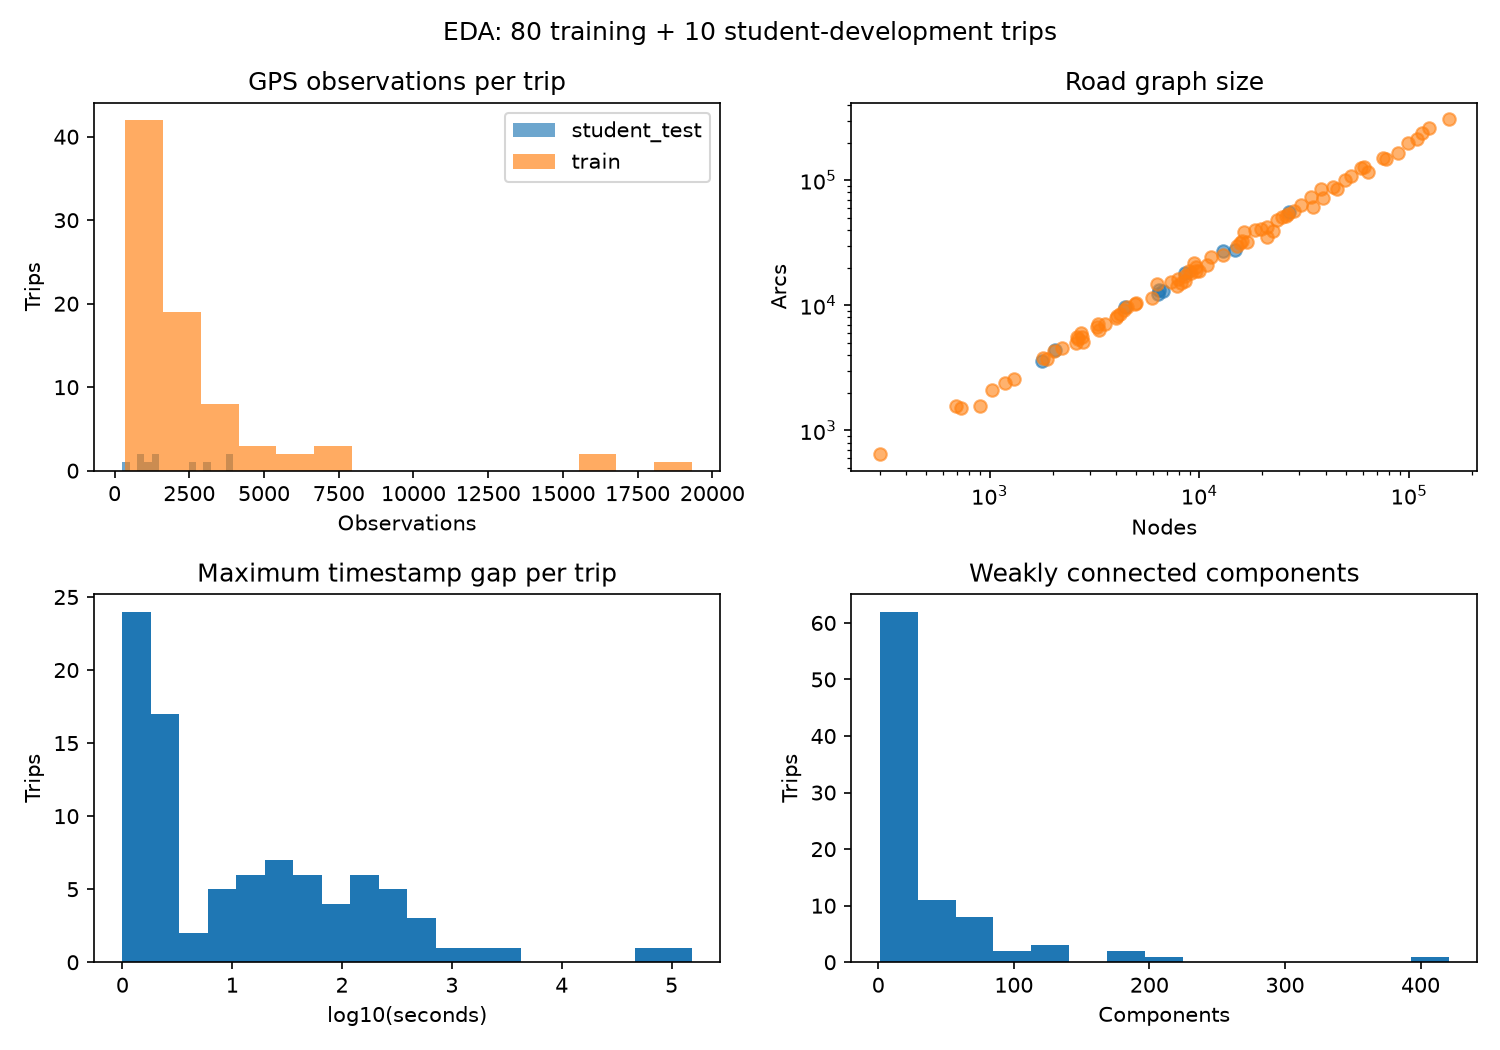 EDA: 80 training + 10 student-development trips
GPS observations per trip
Trips
40
30
20
10
0
student_test
train
0 2500 5000 7500 10000 12500 15000 17500 20000
Observations
Road graph size
Arcs
10^5
10^4
10^3
10^3 10^4 10^5
Nodes
Maximum timestamp gap per trip
Trips
25
20
15
10
5
0
0 1 2 3 4 5
log10(seconds)
Weakly connected components
Trips
60
50
40
30
20
10
0
0 100 200 300 400
Components